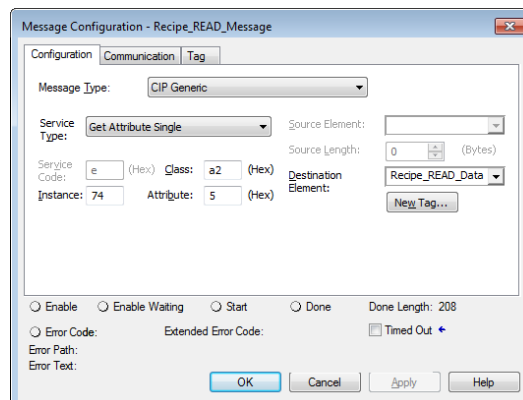 Message Configuration - Recipe_READ_Message
Configuration Communication Tag
Message Type: CIP Generic
Service Type: Get Attribute Single Source Element:
Source Length: 0 (Bytes)
Service Code: e (Hex) Class: a2 (Hex) Destination Element: Recipe_READ_Data
Instance: 74 Attribute: 5 (Hex) New Tag...
Enable Enable Waiting Start Done Done Length: 208
Error Code: Extended Error Code: Timed Out
Error Path:
Error Text:
OK Cancel Apply Help